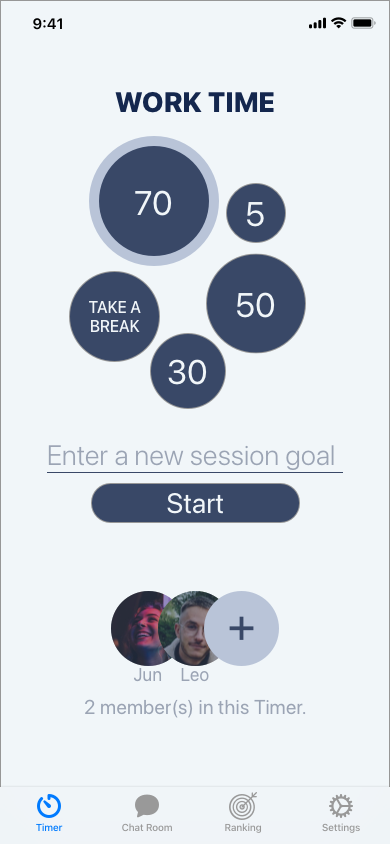 9:41
WORK TIME
70
5
50
TAKE A
BREAK
30
Enter a new session goal
Start
+
Jun Leo
2 member(s) in this Timer.
Timer Chat Room Ranking Settings